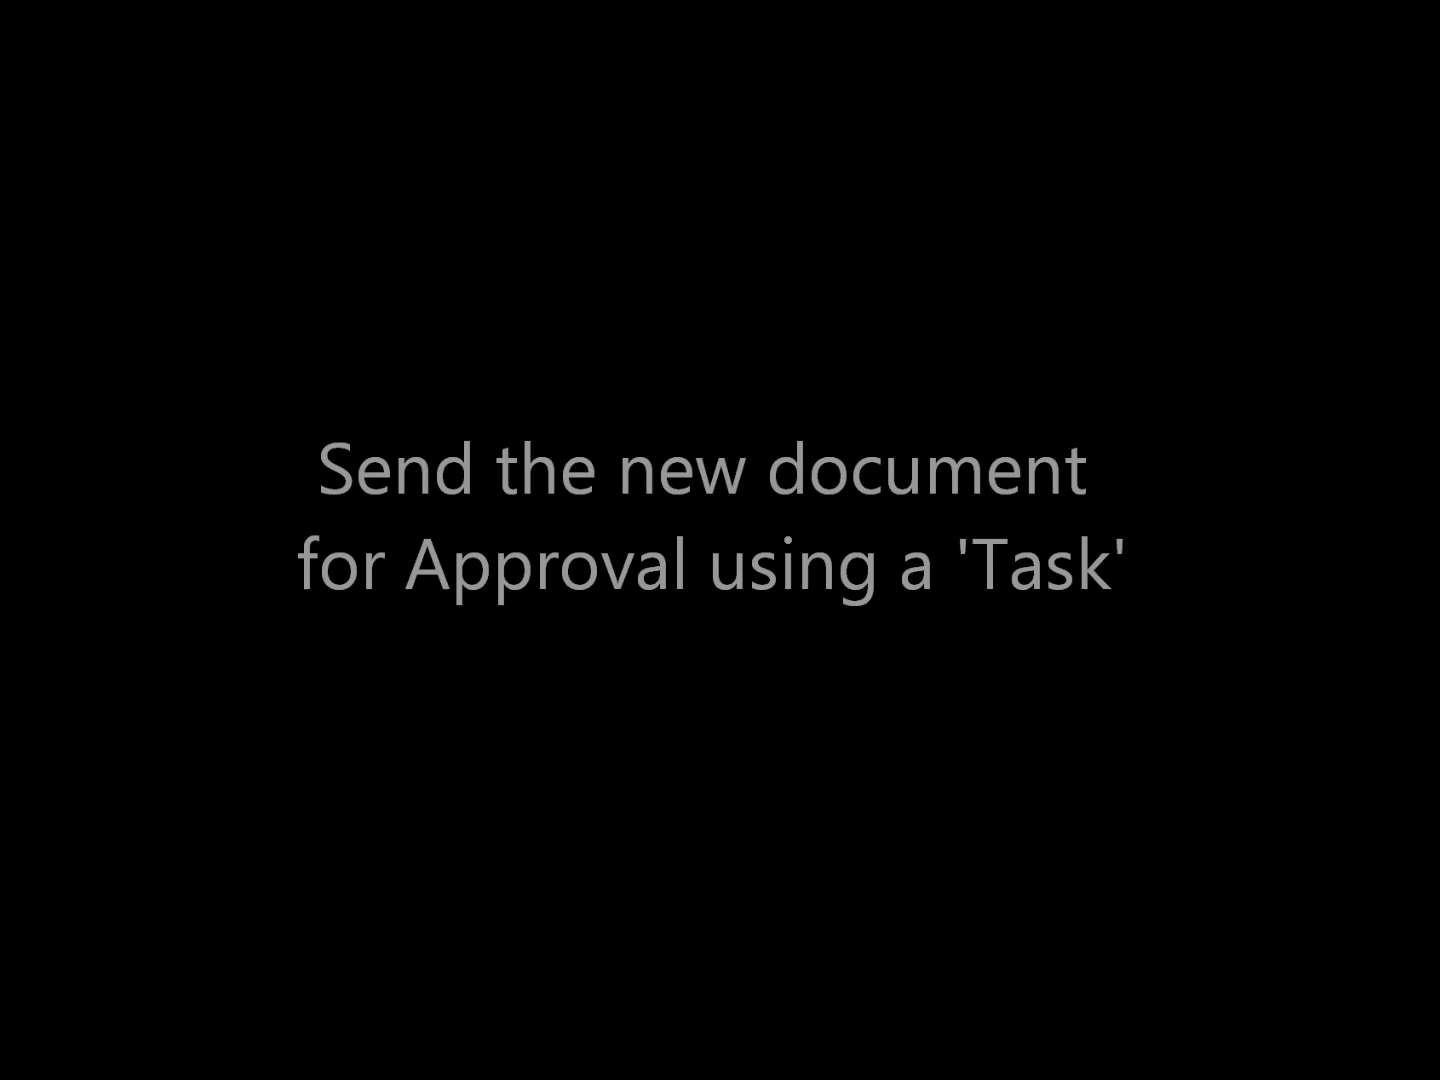 Send the new document
for Approval using a 'Task'